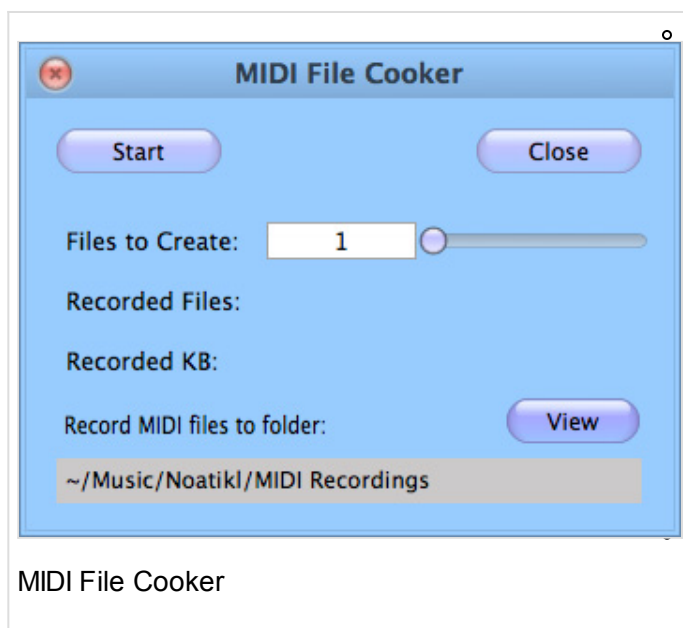 MIDI File Cooker
Start Close
Files to Create: 1
Recorded Files:
Recorded KB:
Record MIDI files to folder: View
~/Music/Noatikl/MIDI Recordings
MIDI File Cooker